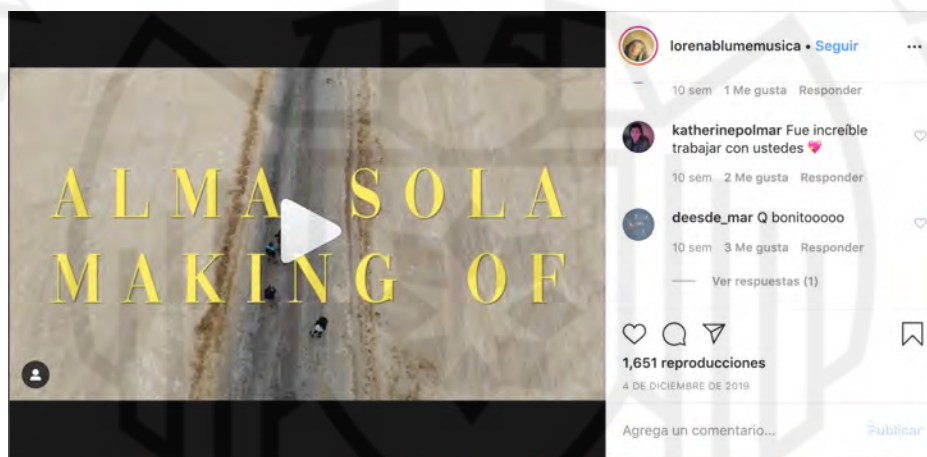 ALMA SOLA
MAKING OF
lorenablumemusica • Seguir
10 sem 1 Me gusta Responder
katherinepolmar Fue increíble
trabajar con ustedes 💖
10 sem 2 Me gusta Responder
deesde_mar Q bonitooooo
10 sem 3 Me gusta Responder
Ver respuestas (1)
1,651 reproducciones
4 DE DICIEMBRE DE 2019
Agrega un comentario...
Publicar